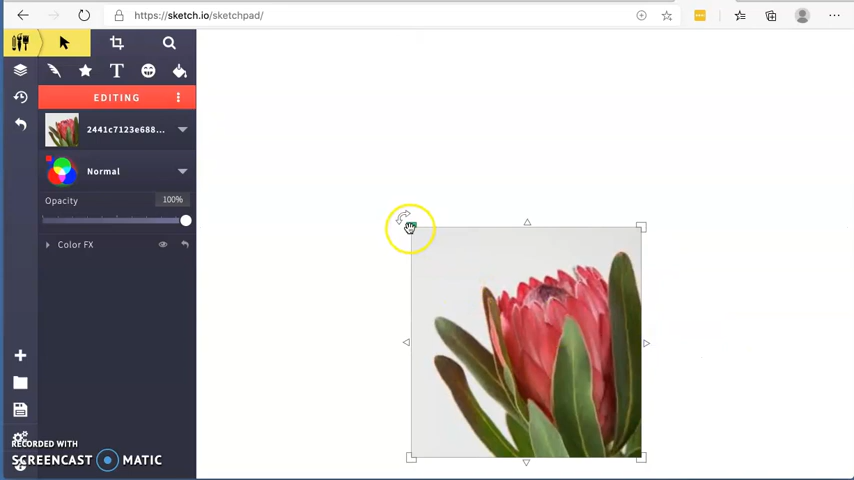 https://sketch.io/sketchpad/
T
EDITING
2441c7123e688...
Normal
Opacity
100%
Color FX
RECORDED WITH
SCREENCAST MATIC